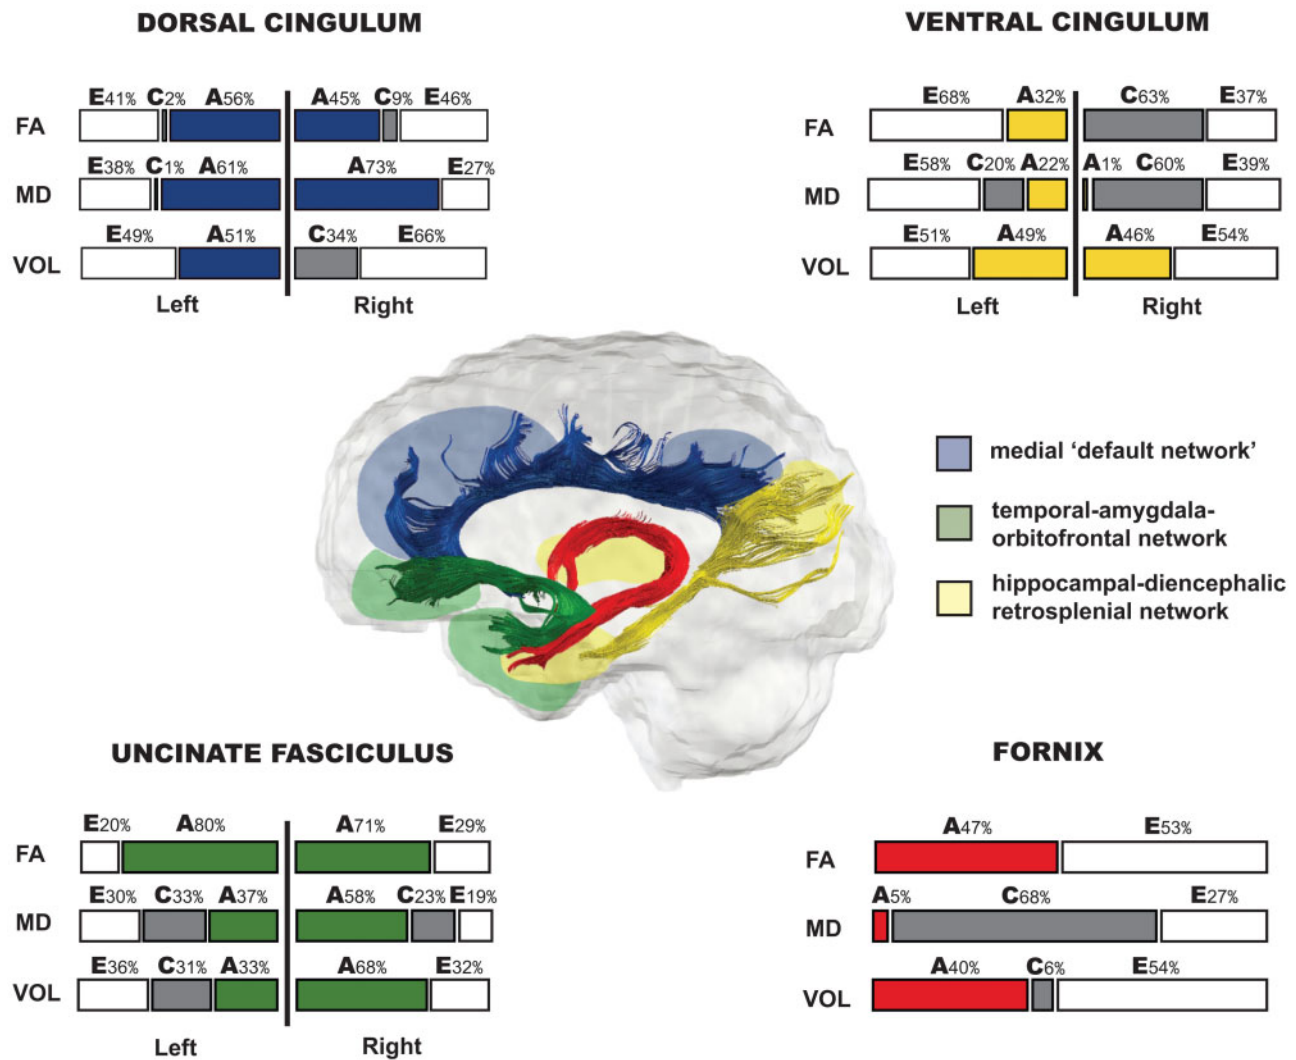 DORSAL CINGULUM
E41% C2% A56% A45% C9% E46%
FA
E38% C1% A61% A73% E27%
MD
E49% A51% C34% E66%
VOL
Left Right
VENTRAL CINGULUM
E68% A32% C63% E37%
FA
E58% C20% A22% A1% C60% E39%
MD
E51% A49% A46% E54%
VOL
Left Right
medial ‘default network’
temporal-amygdala-
orbitofrontal network
hippocampal-diencephalic
retrosplenial network
UNCINATE FASCICULUS
E20% A80% A71% E29%
FA
E30% C33% A37% A58% C23% E19%
MD
E36% C31% A33% A68% E32%
VOL
Left Right
FORNIX
A47% E53%
FA
A5% C68% E27%
MD
A40% C6% E54%
VOL